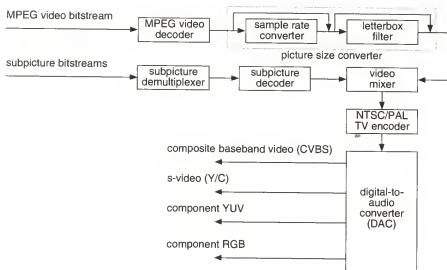 MPEG video bitstream
MPEG video
decoder
sample rate
converter
letterbox
filter
picture size converter
subpicture bitstreams
subpicture
demultiplexer
subpicture
decoder
video
mixer
NTSC/PAL
TV encoder
composite baseband video (CVBS)
s-video (Y/C)
component YUV
component RGB
digital-to-
audio
converter
(DAC)